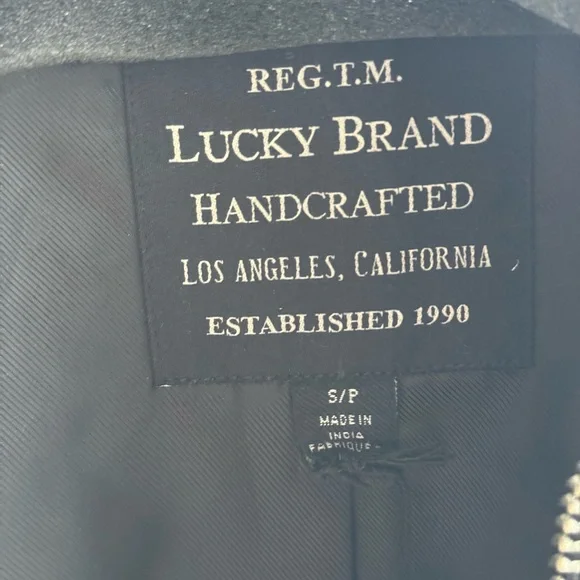 REG.T.M.
LUCKY BRAND
HANDCRAFTED
LOS ANGELES, CALIFORNIA
ESTABLISHED 1990
S/P
MADE IN
INDIA